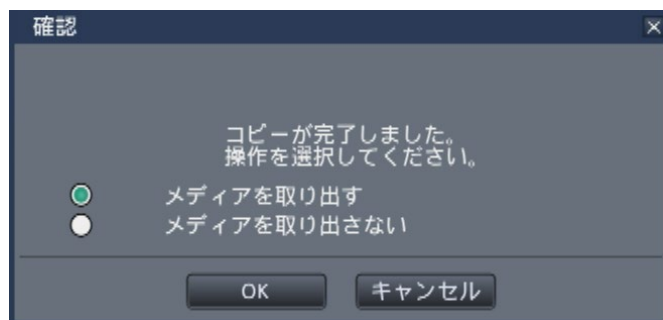 確認
コピーが完了しました。
操作を選択してください。
メディアを取り出す
メディアを取り出さない
OK
キャンセル